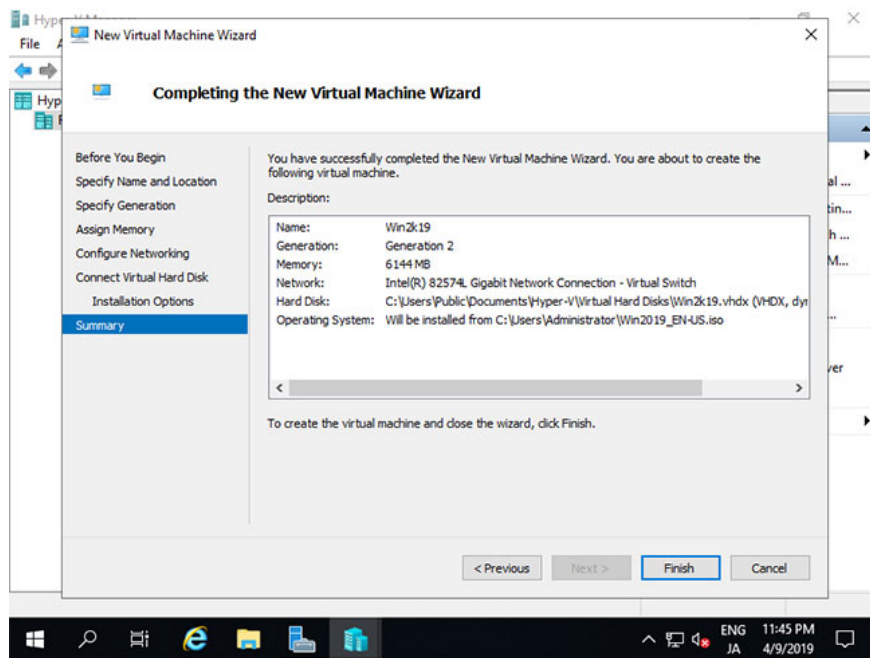 File
New Virtual Machine Wizard
Completing the New Virtual Machine Wizard
Before You Begin
Specify Name and Location
Specify Generation
Assign Memory
Configure Networking
Connect Virtual Hard Disk
Installation Options
Summary
You have successfully completed the New Virtual Machine Wizard. You are about to create the
following virtual machine.
Description:
Name: Win2k19
Generation: Generation 2
Memory: 6144 MB
Network: Intel(R) 82574L Gigabit Network Connection - Virtual Switch
Hard Disk: C:\Users\Public\Documents\Hyper-V\Virtual Hard Disks\Win2k19.vhdx (VHDX, dyn
Operating System: Will be installed from C:\Users\Administrator\Win2019_EN-US.iso
To create the virtual machine and close the wizard, click Finish.
< Previous
Next >
Finish
Cancel
ENG
JA
11:45 PM
4/9/2019